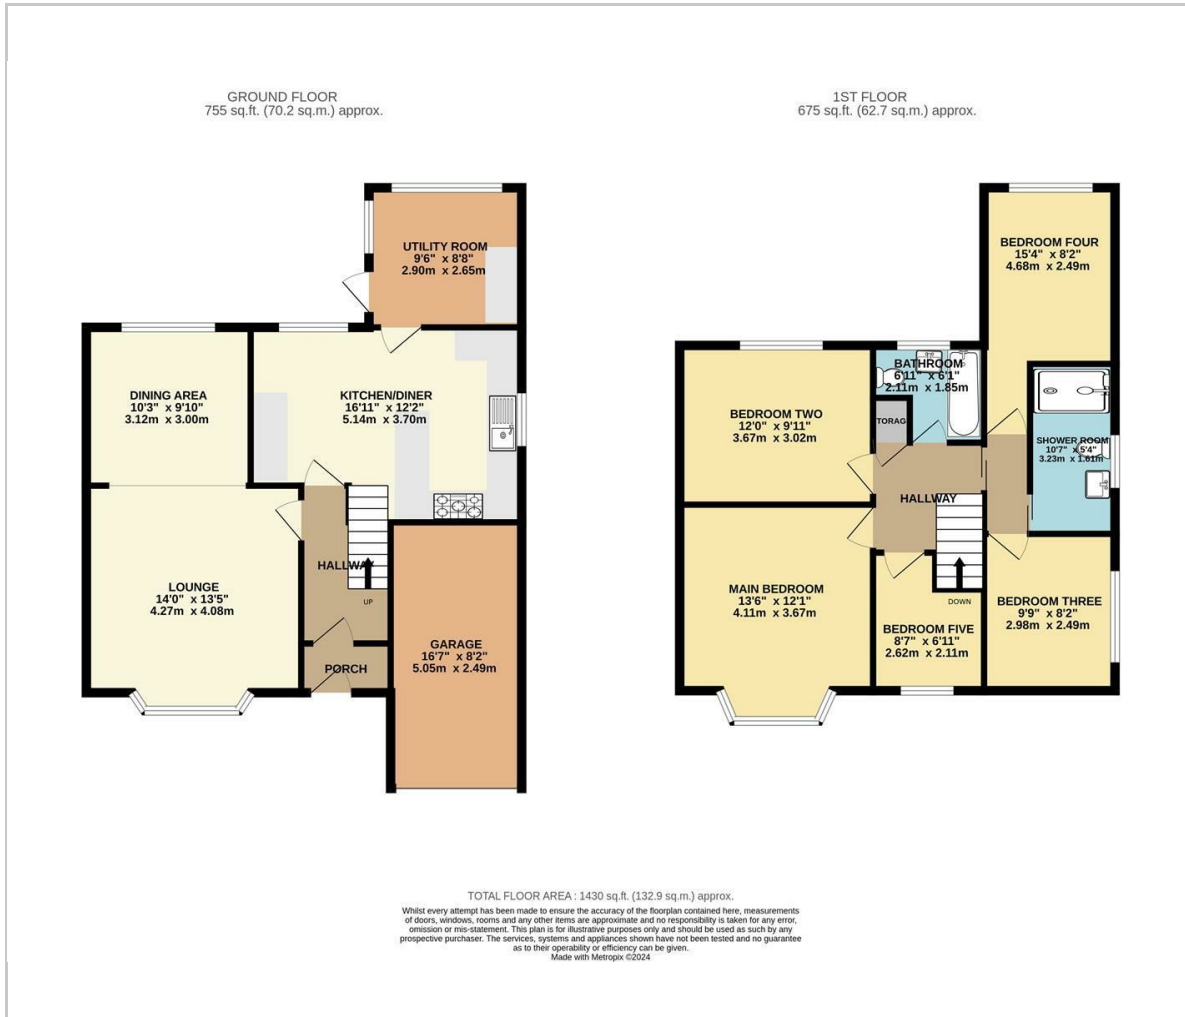 GROUND FLOOR
755 sq.ft. (70.2 sq.m.) approx.
UTILITY ROOM
9'6" x 8'8"
2.90m x 2.65m
DINING AREA
10'3" x 9'10"
3.12m x 3.00m
KITCHEN/DINER
16'11" x 12'2"
5.14m x 3.70m
HALLWAY
UP
LOUNGE
14'0" x 13'5"
4.27m x 4.08m
PORCH
GARAGE
16'7" x 8'2"
5.05m x 2.49m
1ST FLOOR
675 sq.ft. (62.7 sq.m.) approx.
BEDROOM FOUR
15'4" x 8'2"
4.68m x 2.49m
BATHROOM
6'11" x 6'1"
2.11m x 1.85m
BEDROOM TWO
12'0" x 9'11"
3.67m x 3.02m
TORAG
SHOWER ROOM
10'7" x 5'4"
3.23m x 1.61m
HALLWAY
MAIN BEDROOM
13'6" x 12'1"
4.11m x 3.67m
DOWN
BEDROOM THREE
9'9" x 8'2"
2.98m x 2.49m
BEDROOM FIVE
8'7" x 6'11"
2.62m x 2.11m
TOTAL FLOOR AREA : 1430 sq.ft. (132.9 sq.m.) approx.
Whilst every attempt has been made to ensure the accuracy of the floorplan contained here, measurements
of doors, windows, rooms and any other items are approximate and no responsibility is taken for any error,
omission or mis-statement. This plan is for illustrative purposes only and should be used as such by any
prospective purchaser. The services, systems and appliances shown have not been tested and no guarantee
as to their operability or efficiency can be given.
Made with Metropix ©2024